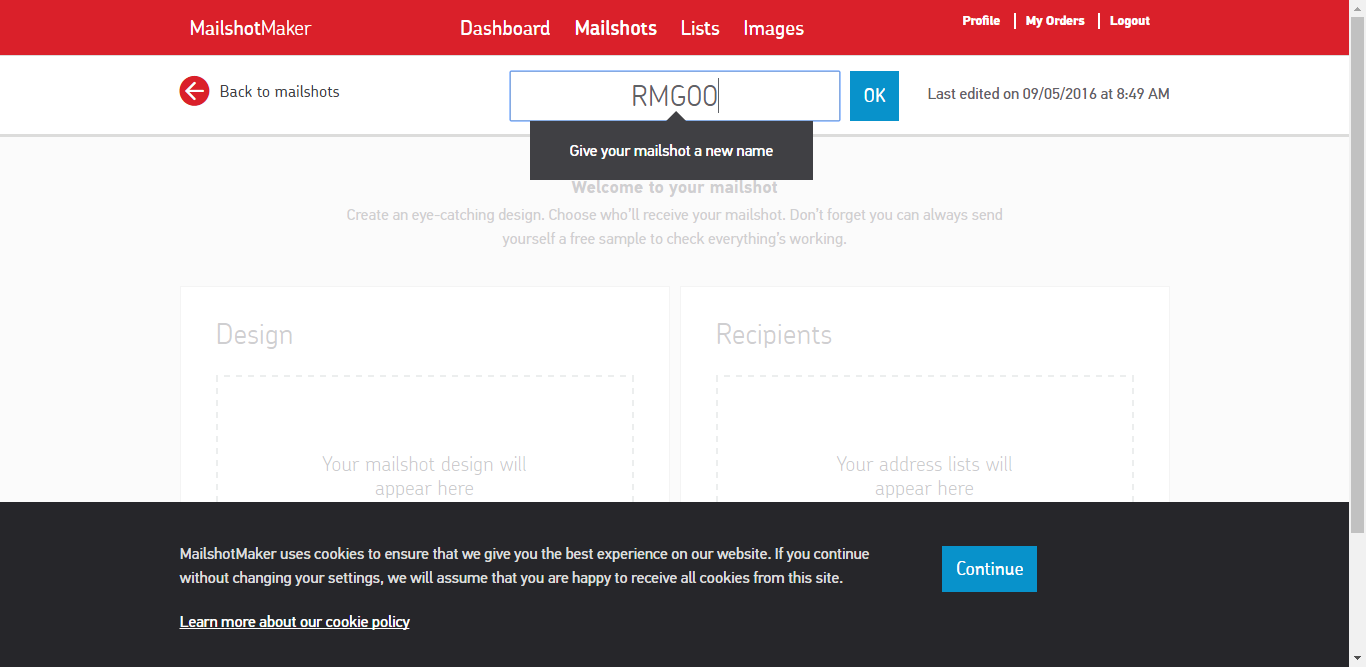 MailshotMaker
Dashboard
Mailshots
Lists
Images
Profile
My Orders
Logout
Back to mailshots
RMG00
OK
Last edited on 09/05/2016 at 8:49 AM
Give your mailshot a new name
Welcome to your mailshot
Create an eye-catching design. Choose who'll receive your mailshot. Don't forget you can always send
yourself a free sample to check everything's working.
Design
Recipients
Your mailshot design will
appear here
Your address lists will
appear here
MailshotMaker uses cookies to ensure that we give you the best experience on our website. If you continue
without changing your settings, we will assume that you are happy to receive all cookies from this site.
Continue
Learn more about our cookie policy